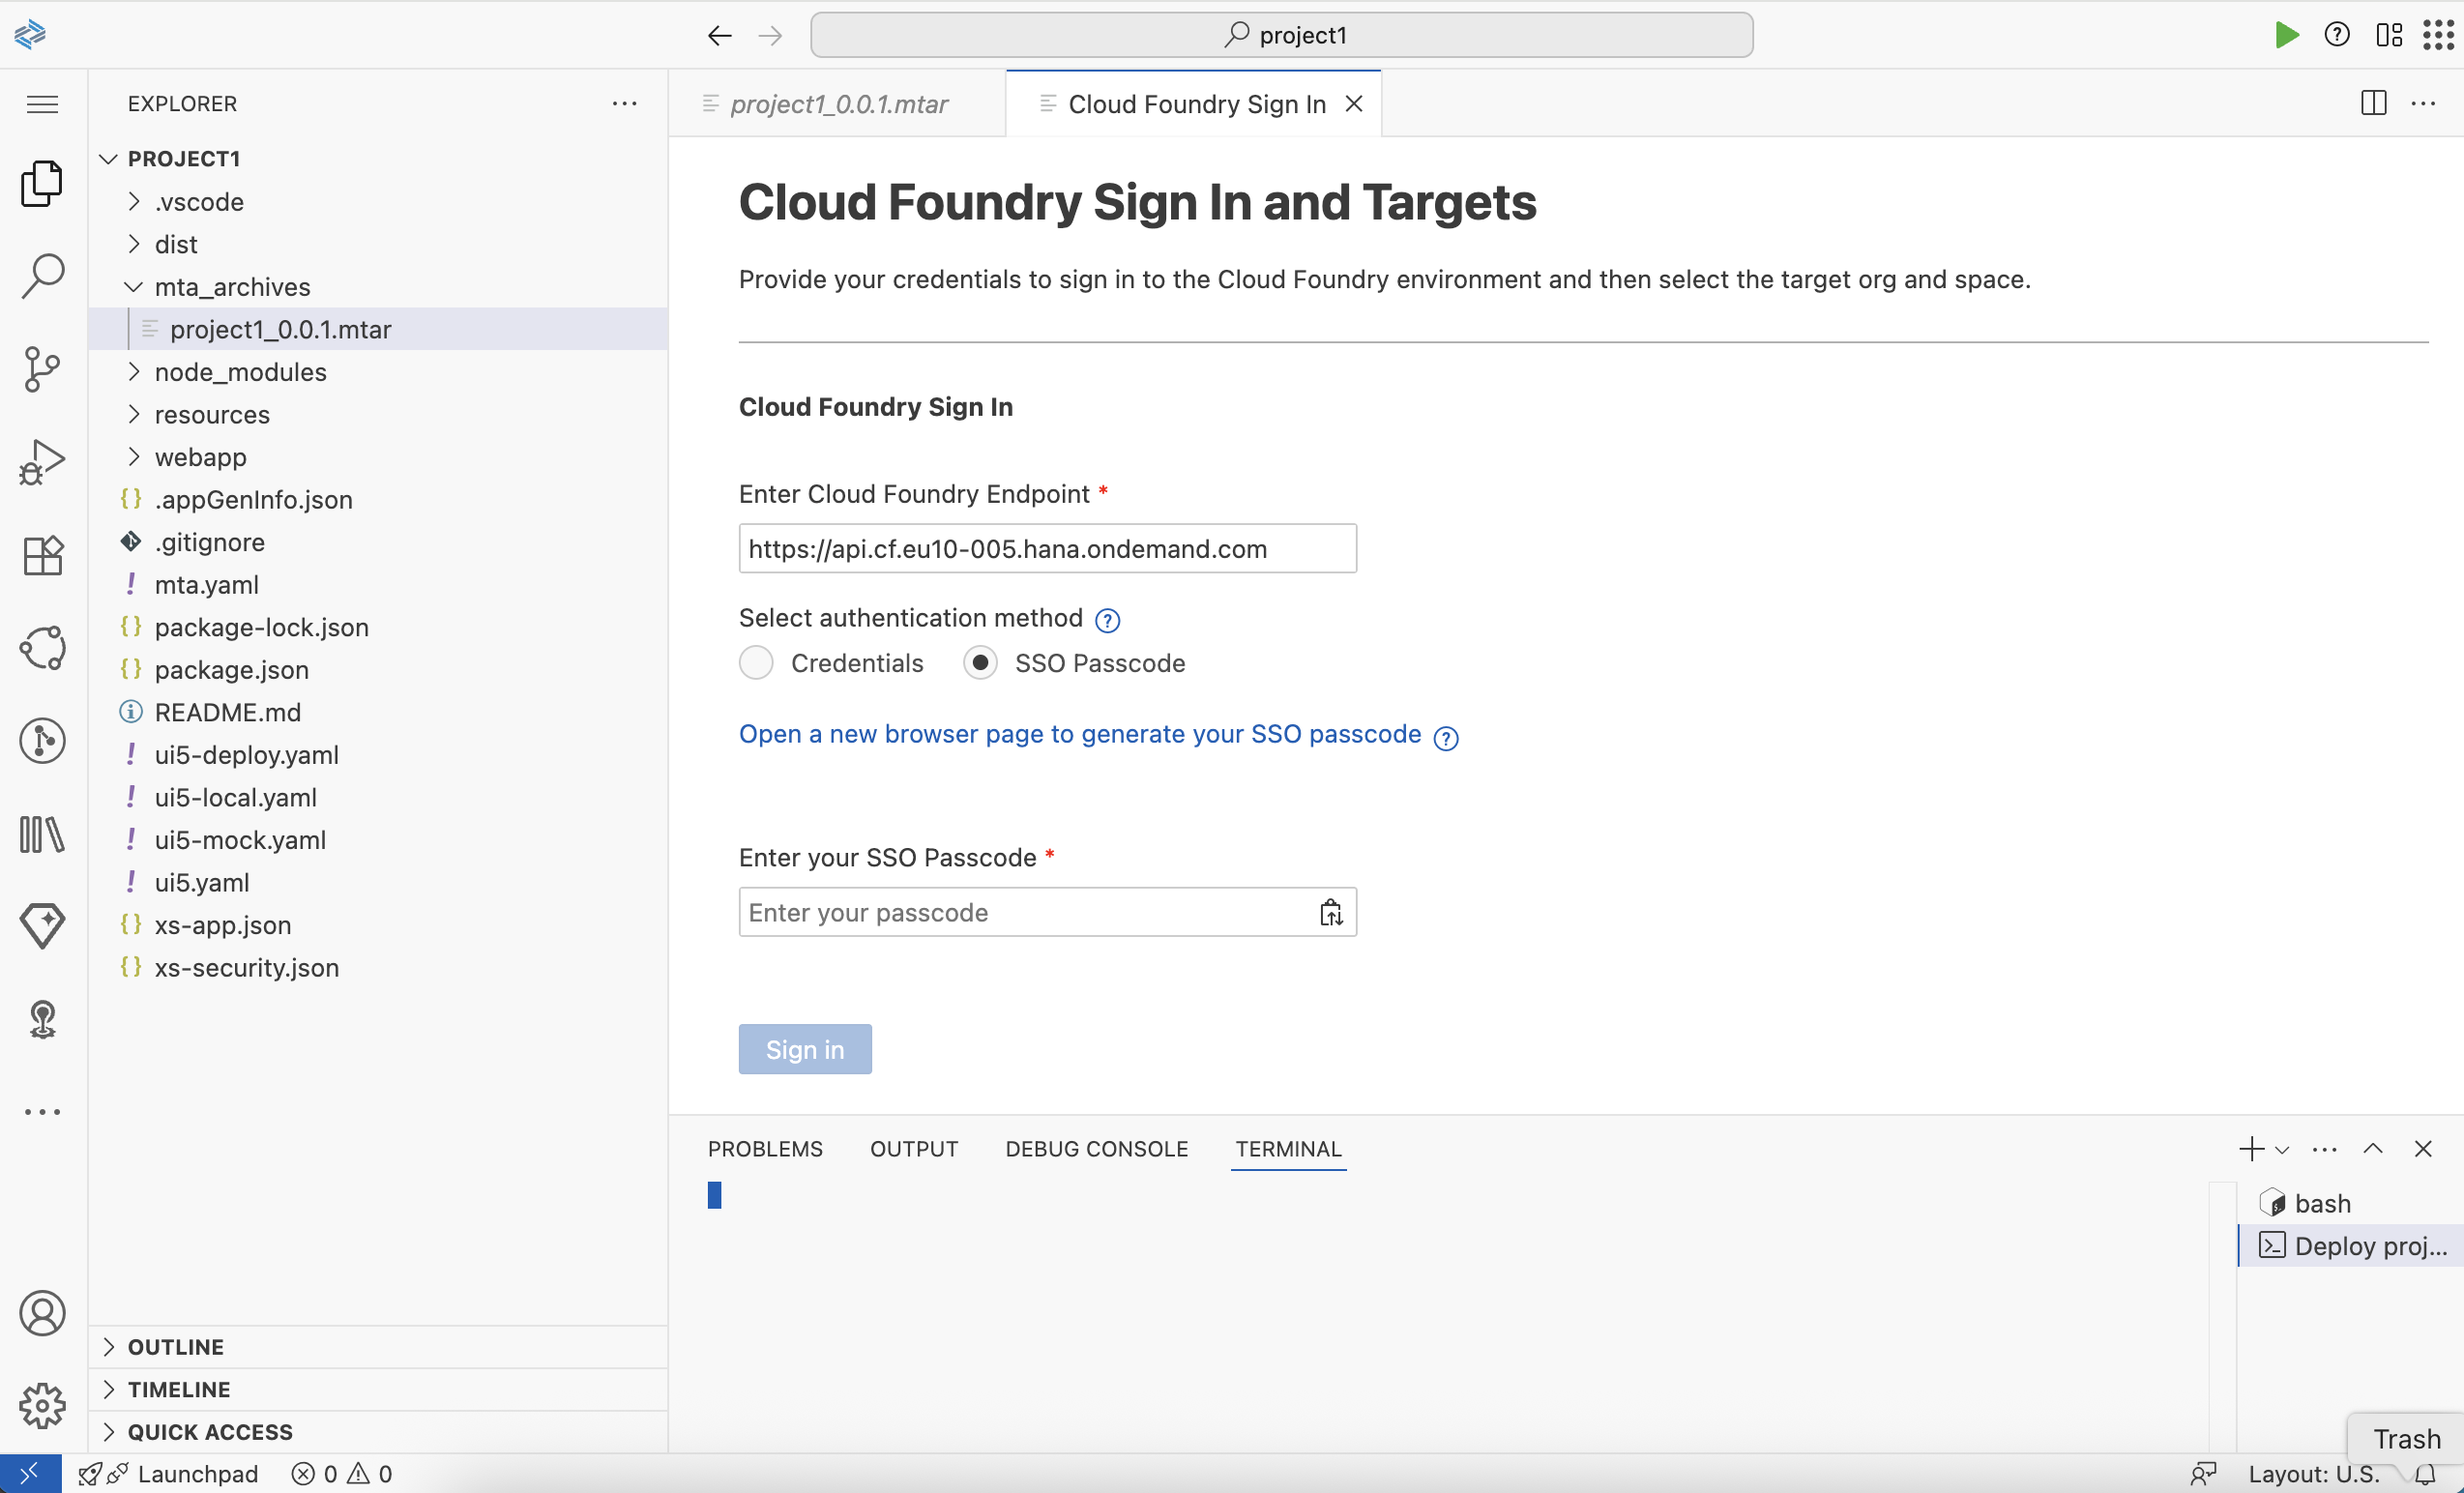 project1
EXPLORER
PROJECT1
.vscode
dist
mta_archives
project1_0.0.1.mtar
node_modules
resources
webapp
.appGenInfo.json
.gitignore
mta.yaml
package-lock.json
package.json
README.md
ui5-deploy.yaml
ui5-local.yaml
ui5-mock.yaml
ui5.yaml
xs-app.json
xs-security.json
OUTLINE
TIMELINE
QUICK ACCESS
project1_0.0.1.mtar
Cloud Foundry Sign In
Cloud Foundry Sign In and Targets
Provide your credentials to sign in to the Cloud Foundry environment and then select the target org and space.
Cloud Foundry Sign In
Enter Cloud Foundry Endpoint *
https://api.cf.eu10-005.hana.ondemand.com
Select authentication method
Credentials SSO Passcode
Open a new browser page to generate your SSO passcode
Enter your SSO Passcode *
Enter your passcode
Sign in
PROBLEMS OUTPUT DEBUG CONSOLE TERMINAL
bash
Deploy proj...
Trash
Launchpad 0 0 Layout: U.S.